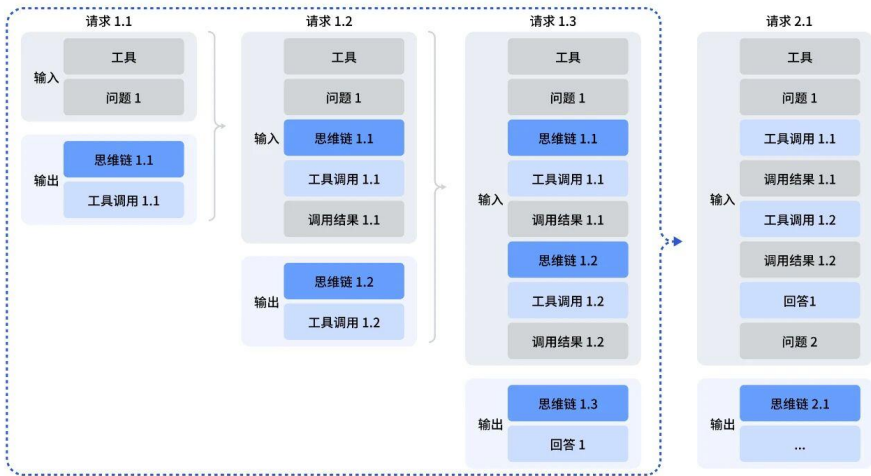 请求 1.1
输入
工具
问题 1
输出
思维链 1.1
工具调用 1.1
请求 1.2
输入
工具
问题 1
思维链 1.1
工具调用 1.1
调用结果 1.1
输出
思维链 1.2
工具调用 1.2
请求 1.3
输入
工具
问题 1
思维链 1.1
工具调用 1.1
调用结果 1.1
思维链 1.2
工具调用 1.2
调用结果 1.2
输出
思维链 1.3
回答 1
请求 2.1
输入
工具
问题 1
工具调用 1.1
调用结果 1.1
工具调用 1.2
调用结果 1.2
回答1
问题 2
输出
思维链 2.1
...